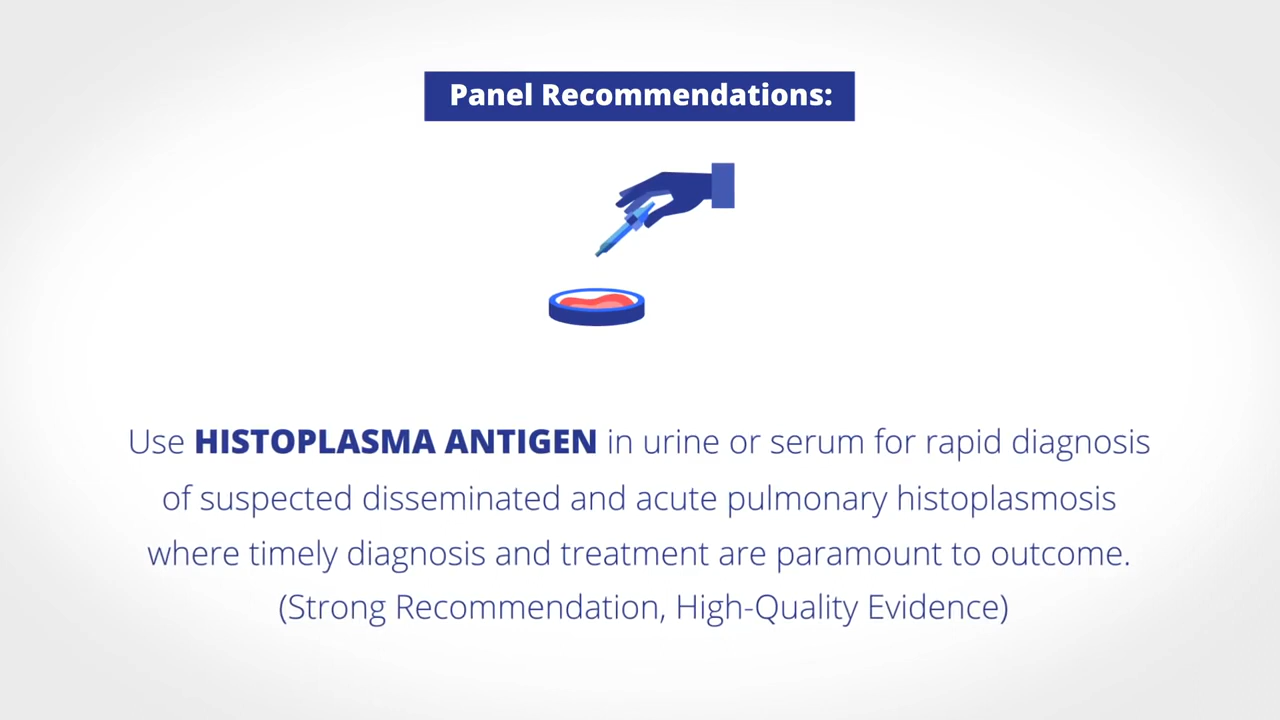 Panel Recommendations:
Use HISTOPLASMA ANTIGEN in urine or serum for rapid diagnosis
of suspected disseminated and acute pulmonary histoplasmosis
where timely diagnosis and treatment are paramount to outcome.
(Strong Recommendation, High-Quality Evidence)